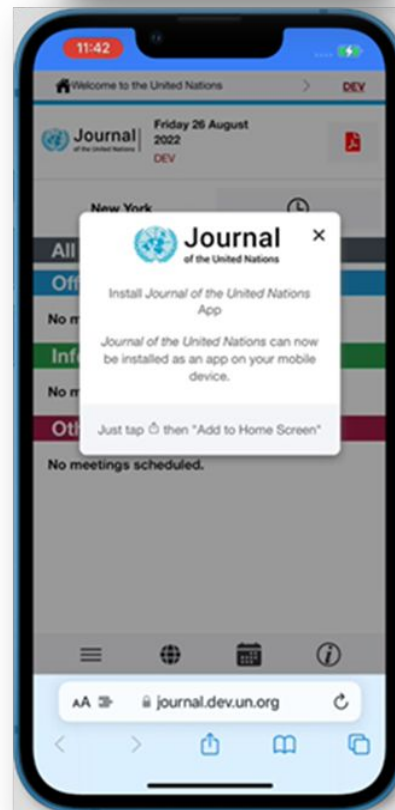 11:42
Welcome to the United Nations
DEV
Journal
of the United Nations
Friday 26 August
2022
DEV
New York
All
Off
No m
Inf
No m
Oth
No meetings scheduled.
Journal
of the United Nations
Install Journal of the United Nations
App
Journal of the United Nations can now
be installed as an app on your mobile
device.
Just tap then "Add to Home Screen"
AA
journal.dev.un.org